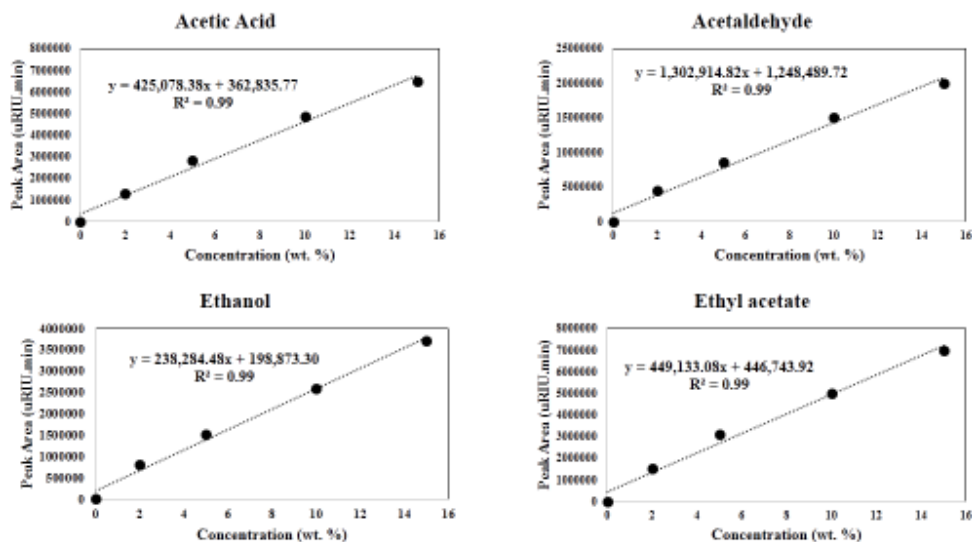 Acetic Acid
8000000
7000000
6000000
5000000
4000000
3000000
2000000
1000000
0
Peak Area (uRIU.min)
y = 425,078.38x + 362,835.77
R² = 0.99
0 2 4 6 8 10 12 14 16
Concentration (wt. %)
Acetaldehyde
25000000
20000000
15000000
10000000
5000000
0
Peak Area (uRIU.min)
y = 1,302,914.82x + 1,248,489.72
R² = 0.99
0 2 4 6 8 10 12 14 16
Concentration (wt. %)
Ethanol
4000000
3500000
3000000
2500000
2000000
1500000
1000000
500000
0
Peak Area (uRIU.min)
y = 238,284.48x + 198,873.30
R² = 0.99
0 2 4 6 8 10 12 14 16
Concentration (wt. %)
Ethyl acetate
8000000
7000000
6000000
5000000
4000000
3000000
2000000
1000000
0
Peak Area (uRIU.min)
y = 449,133.08x + 446,743.92
R² = 0.99
0 2 4 6 8 10 12 14 16
Concentration (wt. %)